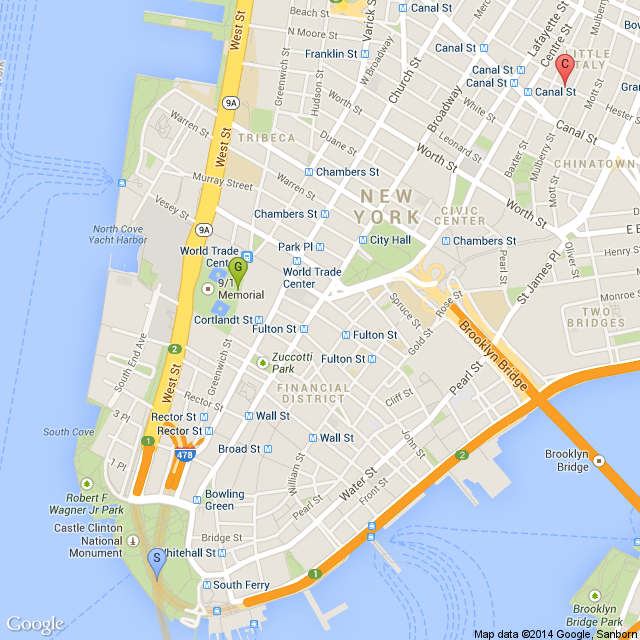 Beach St
Canal St
N Moore St
Franklin St
West St
Varick St
W Broadway
Church St
Canal St
Canal St
Canal St
Canal St
Lafayette St
Centre St
Mulberry
LITTLE
ITALY
C
Mott St
Hester
Canal St
CHINATOWN
Broadway
White St
Leonard St
Baxter
Mulberry St
Mott St
Worth St
Worth St
Worth St
9A
Greenwich St
Hudson St
West St
TRIBECA
Duane St
Warren St
Warren St
Murray Street
Vesey St
Chambers St
Chambers St
Chambers St
NEW
YORK
CIVIC
CENTER
City Hall
Park Pl
North Cove
Yacht Harbor
9A
World Trade
Center
G
9/1
Memorial
World Trade
Center
Cortlandt St
Fulton St
Fulton St
Fulton St
Spruce St
Gold St
Rose St
St James Pl
Oliver St
Monroe St
TWO
BRIDGES
Brooklyn Bridge
Pearl St
2
South End Ave
West St
Greenwich St
Zuccotti
Park
FINANCIAL
DISTRICT
Rector St
Rector St
Rector St
Wall St
Wall St
Cliff St
John St
3 Pl
1 Pl
South Cove
1
478
Broad St
William St
Water St
Front St
Pearl St
2
Brooklyn
Bridge
Robert F
Wagner Jr Park
Bowling
Green
Castle Clinton
National
Monument
Bridge St
Whitehall St
S
South Ferry
1
Brooklyn
Bridge Park
Google
Map data ©2014 Google, Sanborn